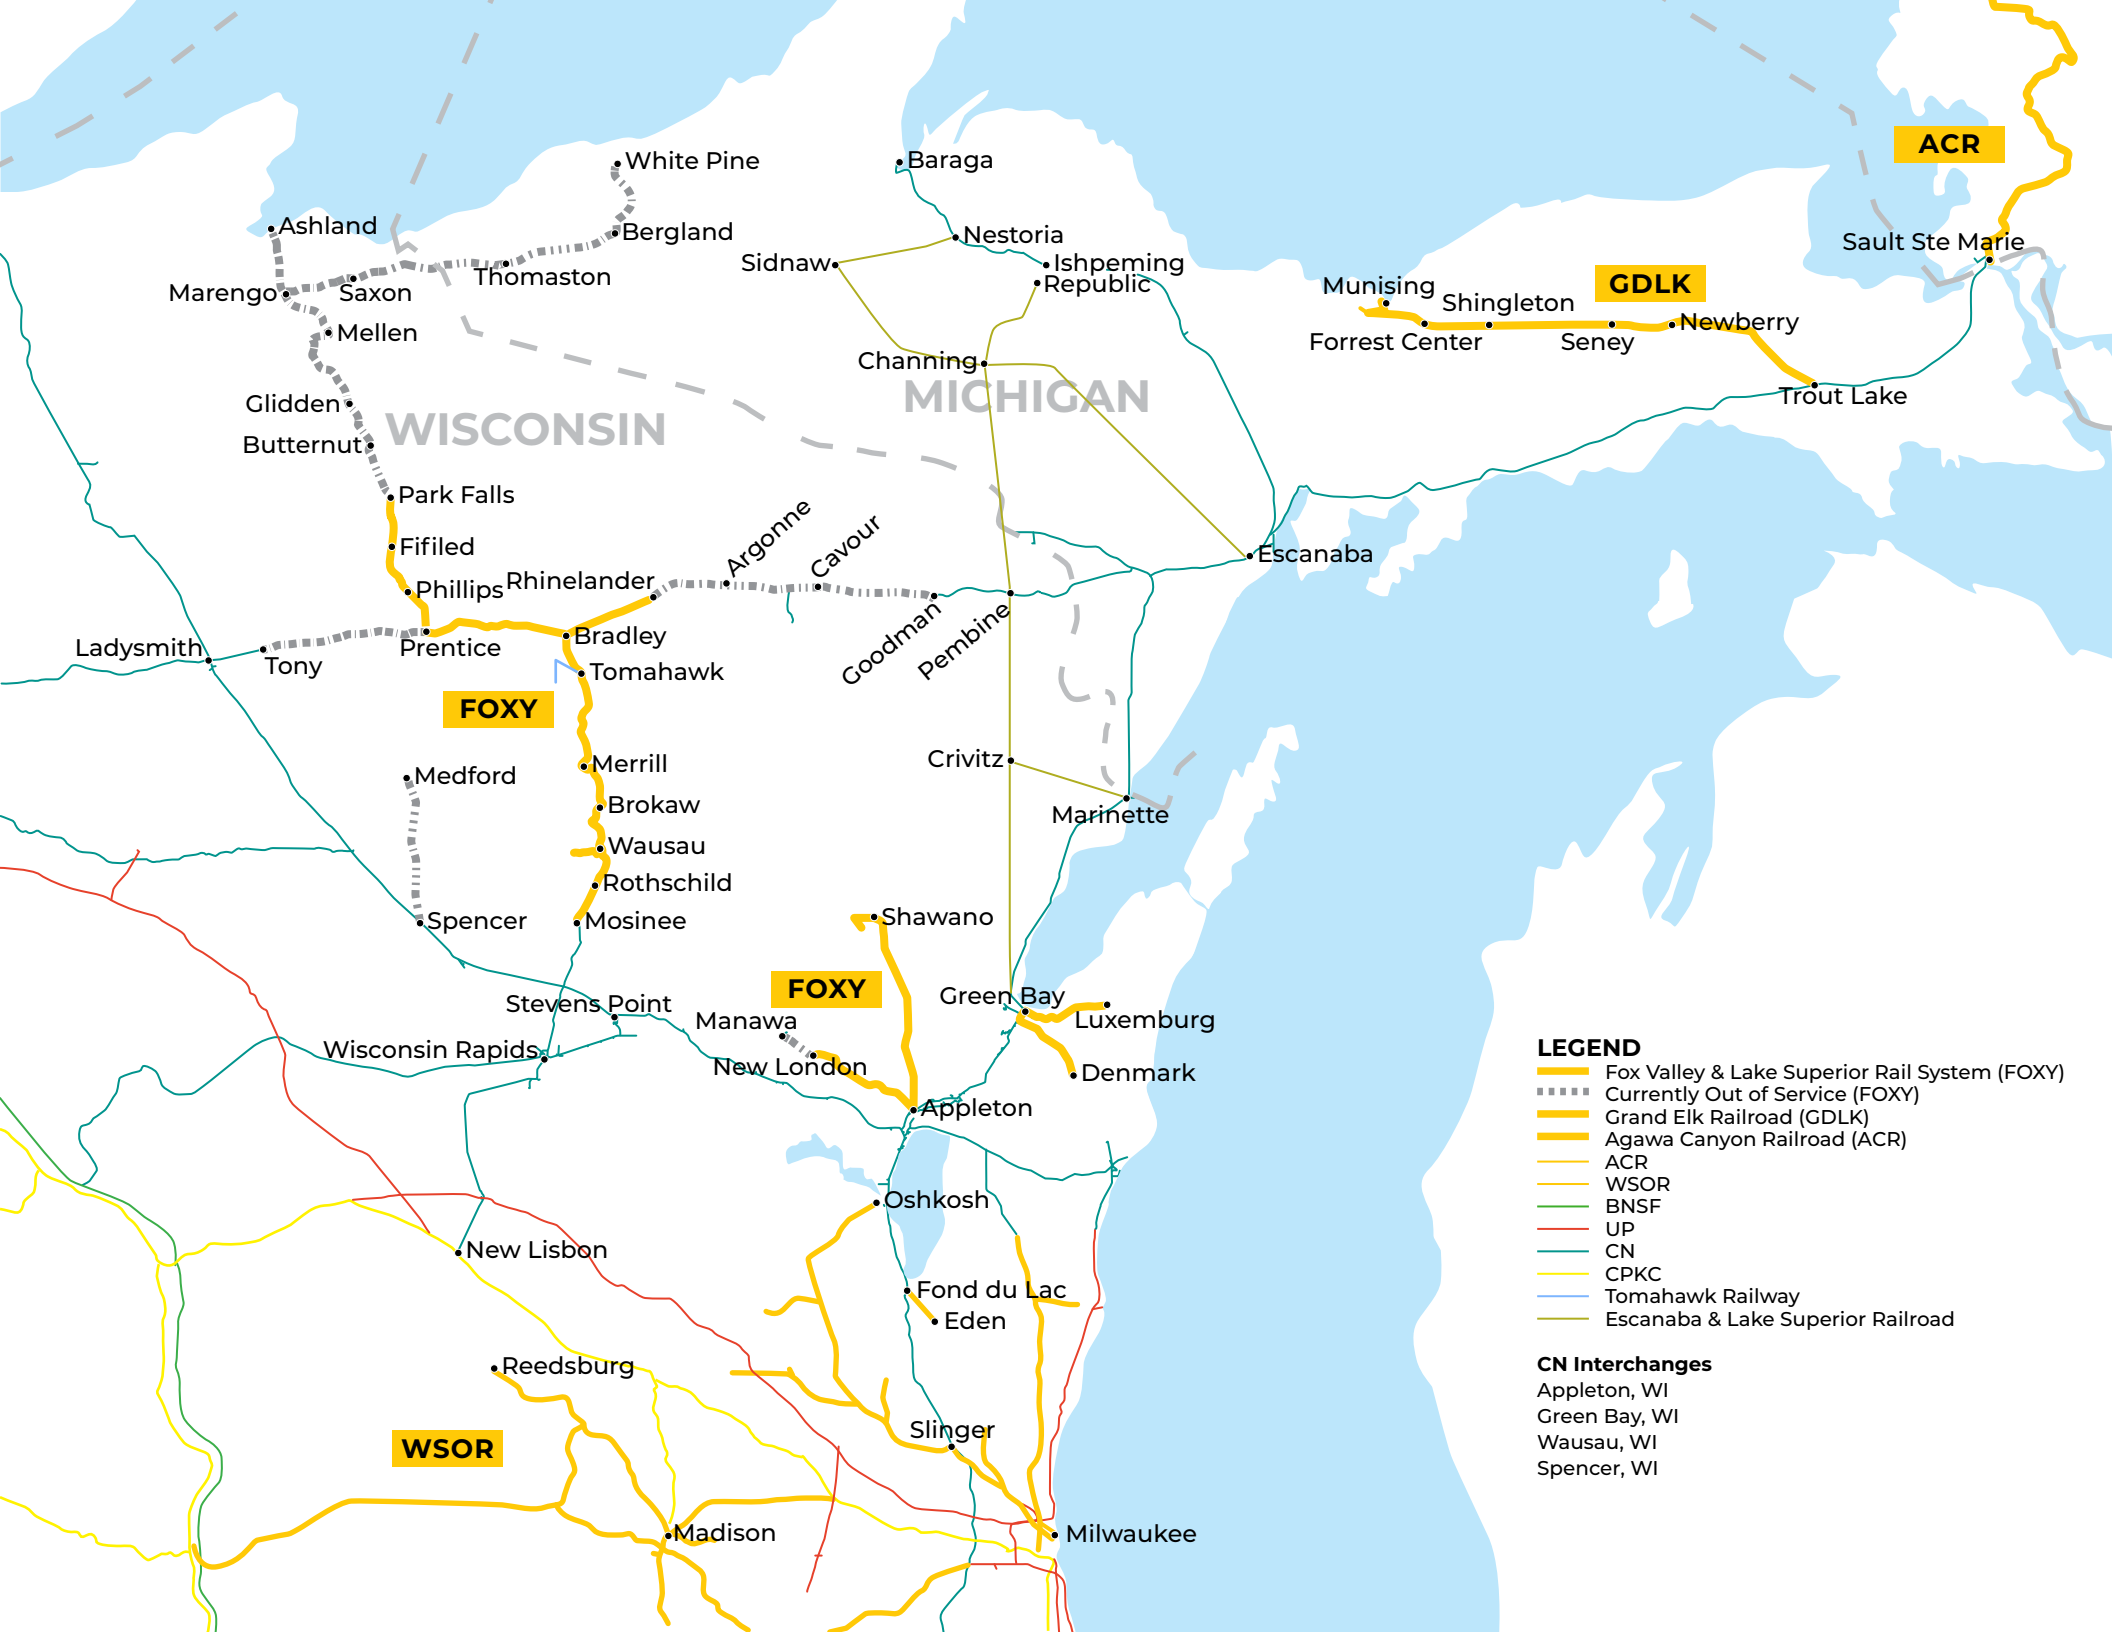 White Pine
Baraga
ACR
Ashland
Bergland
Nestoria
Sault Ste Marie
Sidnaw
Ishpeming
Thomaston
Republic
GDLK
Marengo
Saxon
Munising
Shingleton
Mellen
Newberry
Forrest Center
Seney
Channing
MICHIGAN
Trout Lake
Glidden
WISCONSIN
Butternut
Park Falls
Argonne
Cavour
Fifiled
Escanaba
Phillips
Rhinelander
Ladysmith
Tony
Prentice
Bradley
Goodman
Pembine
Tomahawk
FOXY
Merrill
Crivitz
Medford
Brokaw
Marinette
Wausau
Rothschild
Spencer
Mosinee
Shawano
FOXY
Green Bay
Stevens Point
Manawa
Luxemburg
Wisconsin Rapids
New London
Denmark
Appleton
Oshkosh
New Lisbon
Fond du Lac
Eden
Reedsburg
Slinger
WSOR
Madison
Milwaukee
LEGEND
Fox Valley & Lake Superior Rail System (FOXY)
Currently Out of Service (FOXY)
Grand Elk Railroad (GDLK)
Agawa Canyon Railroad (ACR)
ACR
WSOR
BNSF
UP
CN
CPKC
Tomahawk Railway
Escanaba & Lake Superior Railroad
CN Interchanges
Appleton, WI
Green Bay, WI
Wausau, WI
Spencer, WI